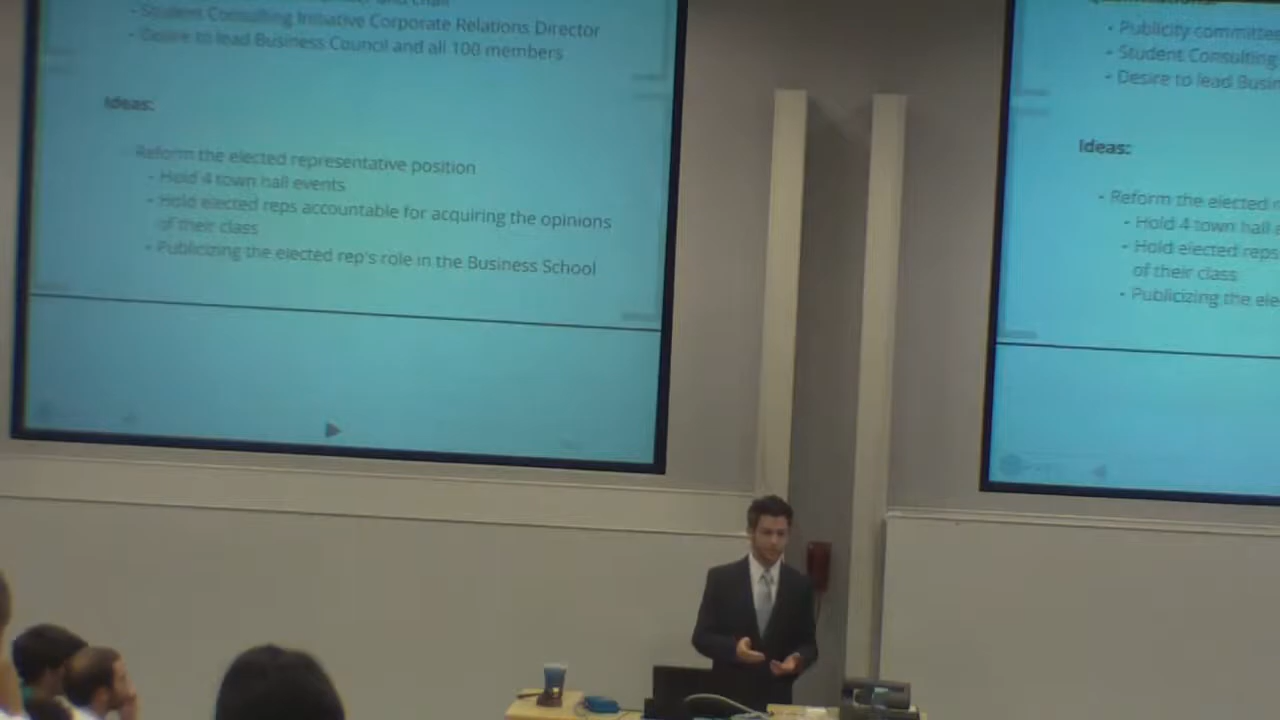 and chair
- Student Consulting Initiative Corporate Relations Director
- Desire to lead Business Council and all 100 members
Ideas:
Reform the elected representative position
- Hold 4 town hall events
- Hold elected reps accountable for acquiring the opinions
of their class
- Publicizing the elected rep's role in the Business School
- Publicity committee
- Student Consulting
- Desire to lead Busin
Ideas:
- Reform the elected r
- Hold 4 town hall e
- Hold elected reps
of their class
- Publicizing the ele